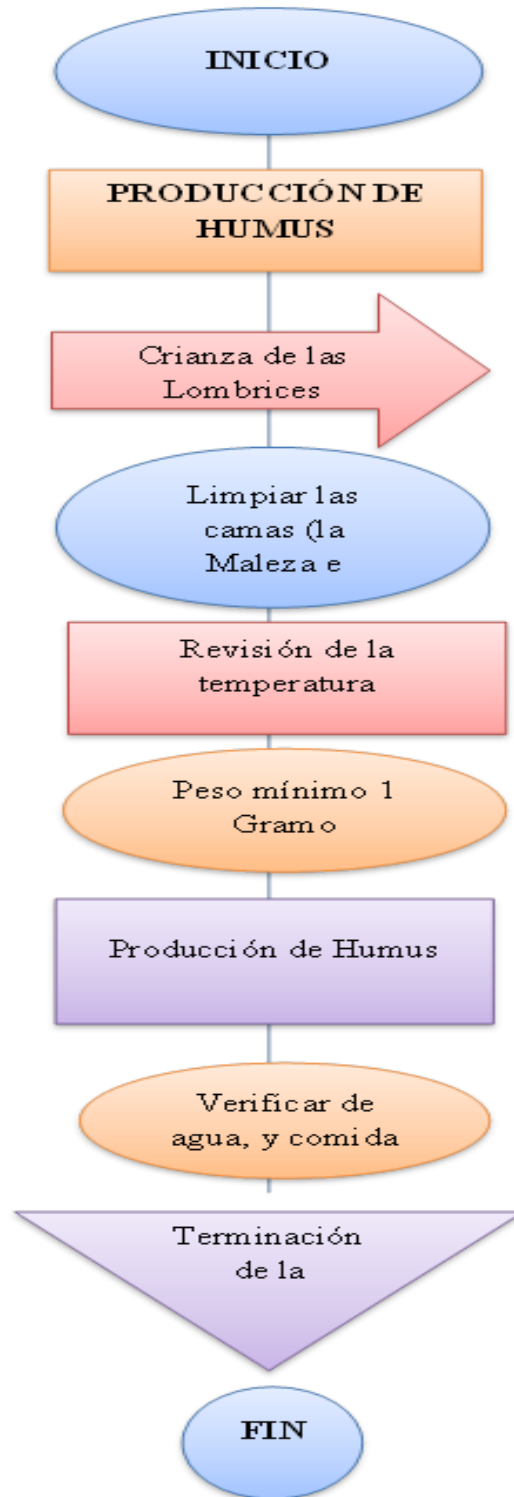 INICIO
PRODUCCIÓN DE
HUMUS
Crianza de las
Lombrices
Limpiar las
camas (la
Maleza e
Revisión de la
temperatura
Peso mínimo 1
Gramo
Producción de Humus
Verificar de
agua, y comida
Terminación
de la
FIN